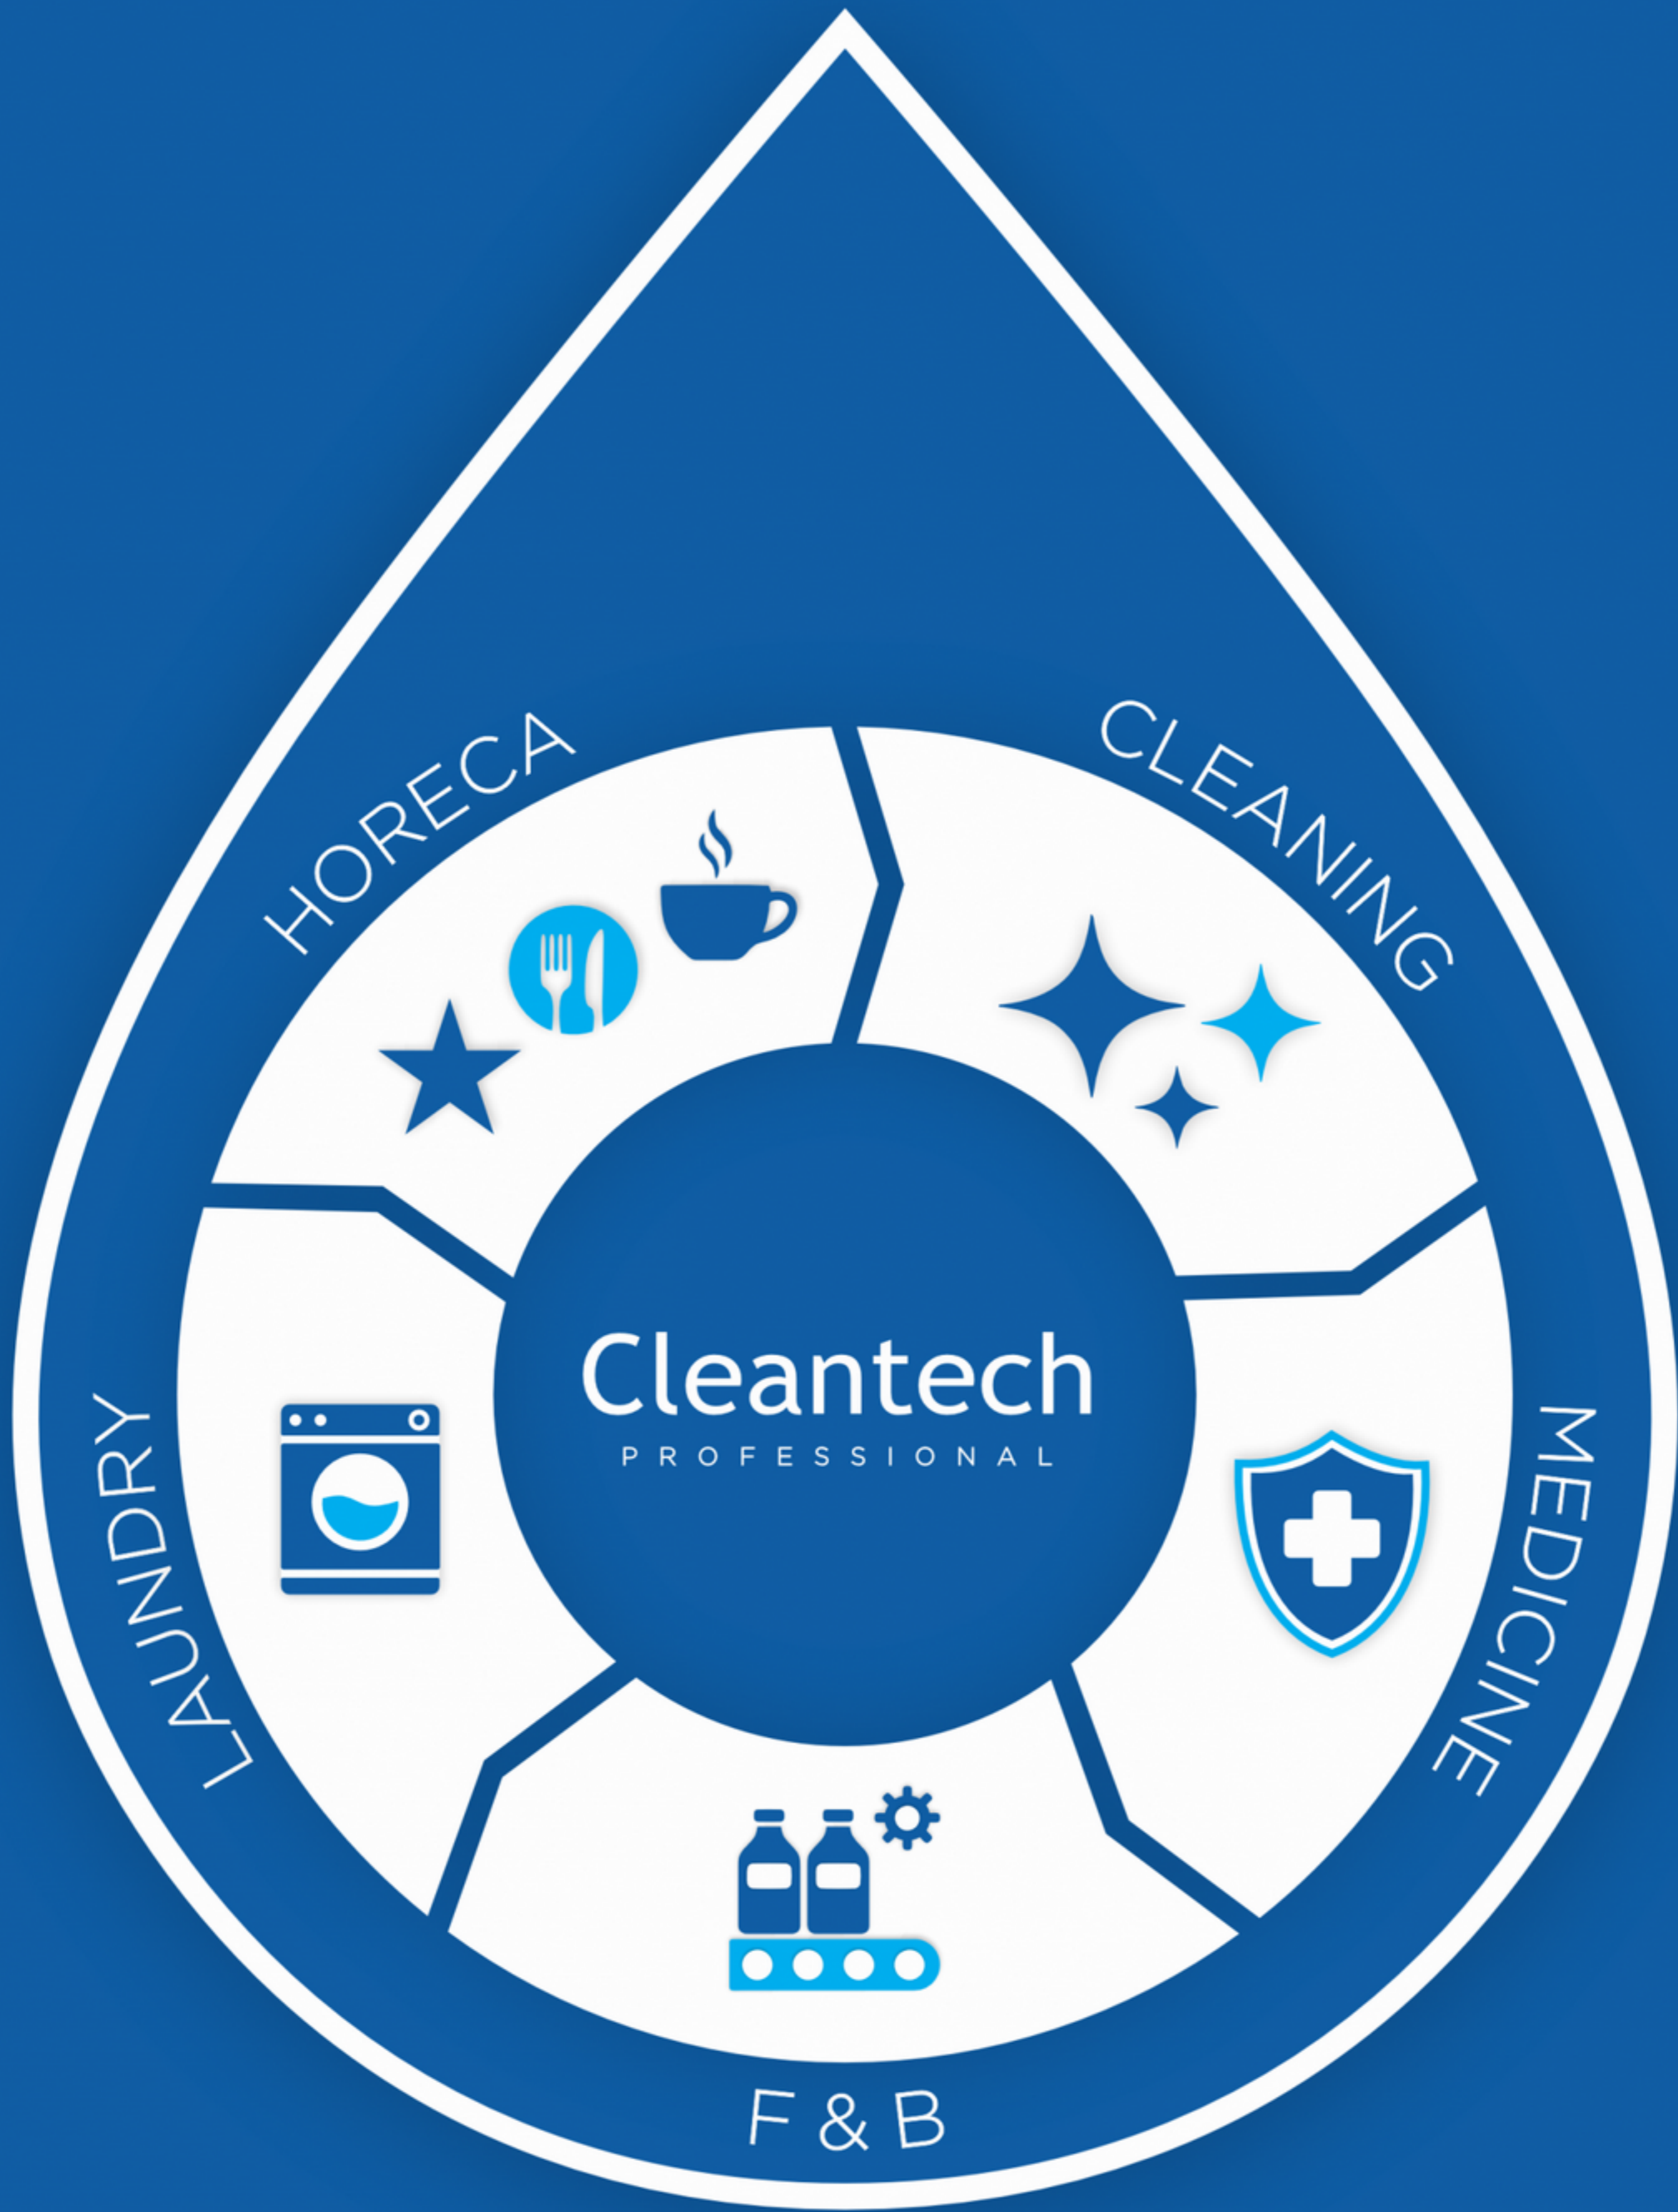 HORECA
CLEANING
Cleantech
PROFESSIONAL
LAUNDRY
MEDICINE
F & B